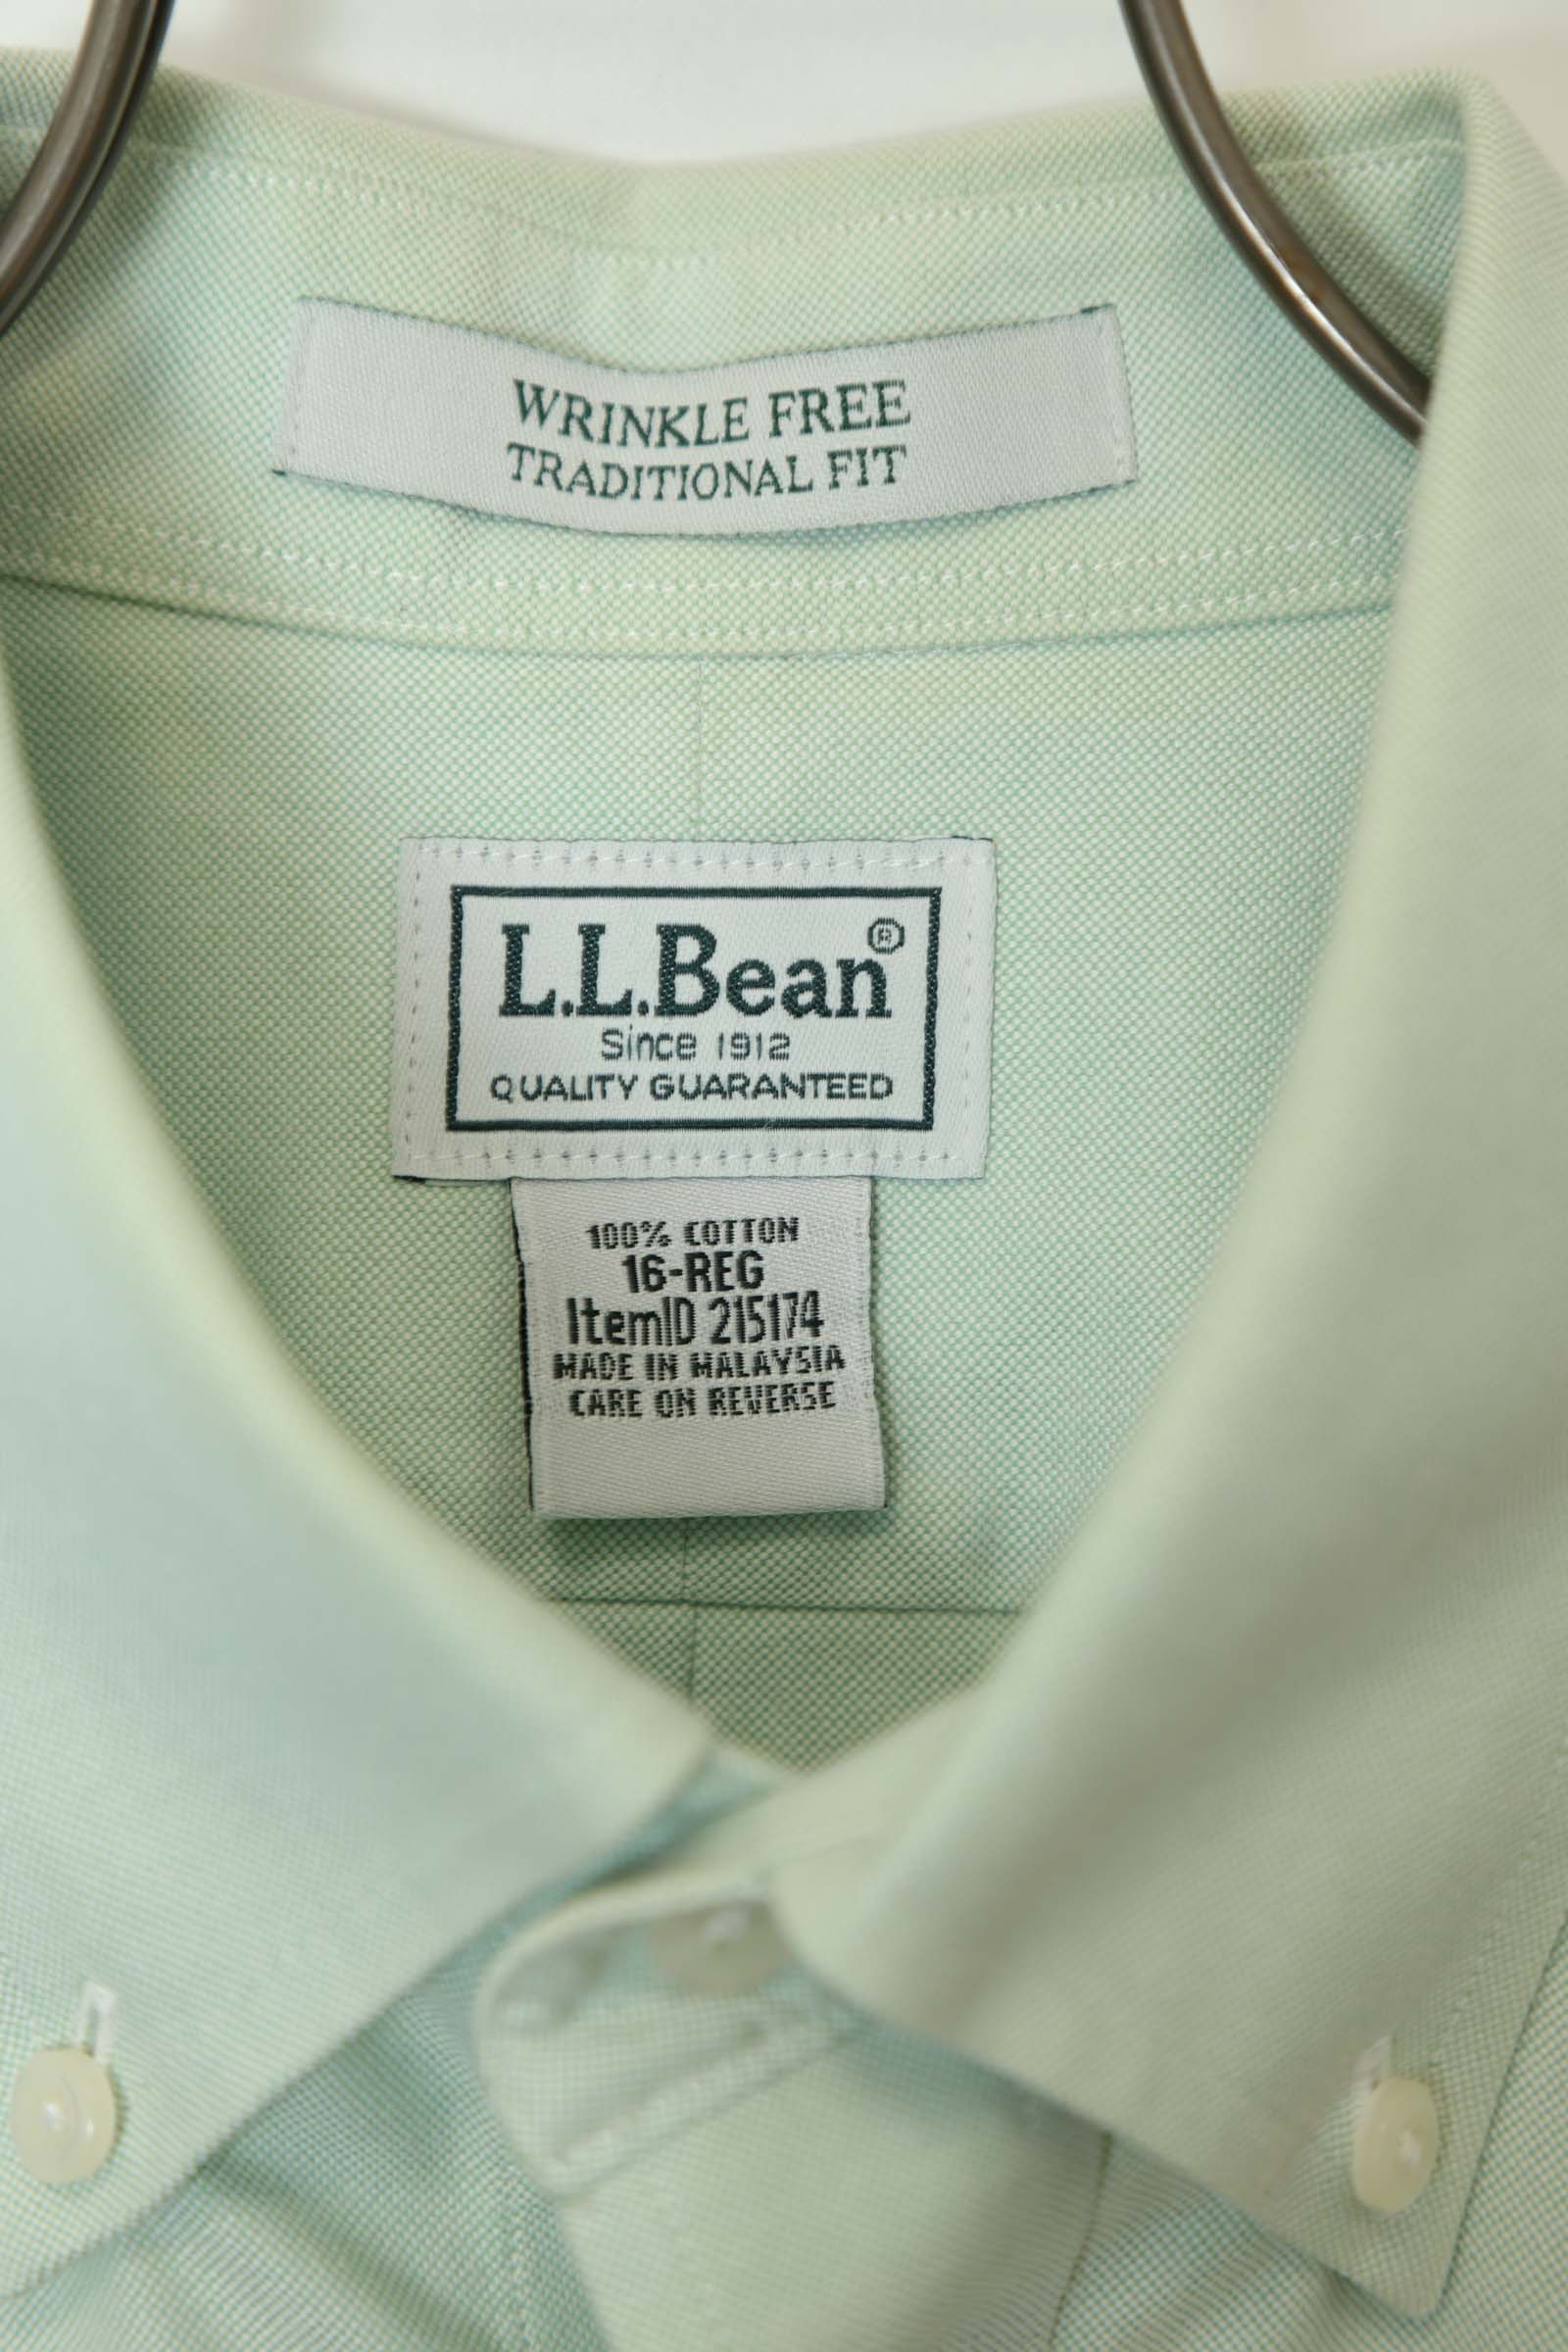 WRINKLE FREE
TRADITIONAL FIT
L.L.Bean®
Since 1912
QUALITY GUARANTEED
100% COTTON
16-REG
ItemID 215174
MADE IN MALAYSIA
CARE ON REVERSE